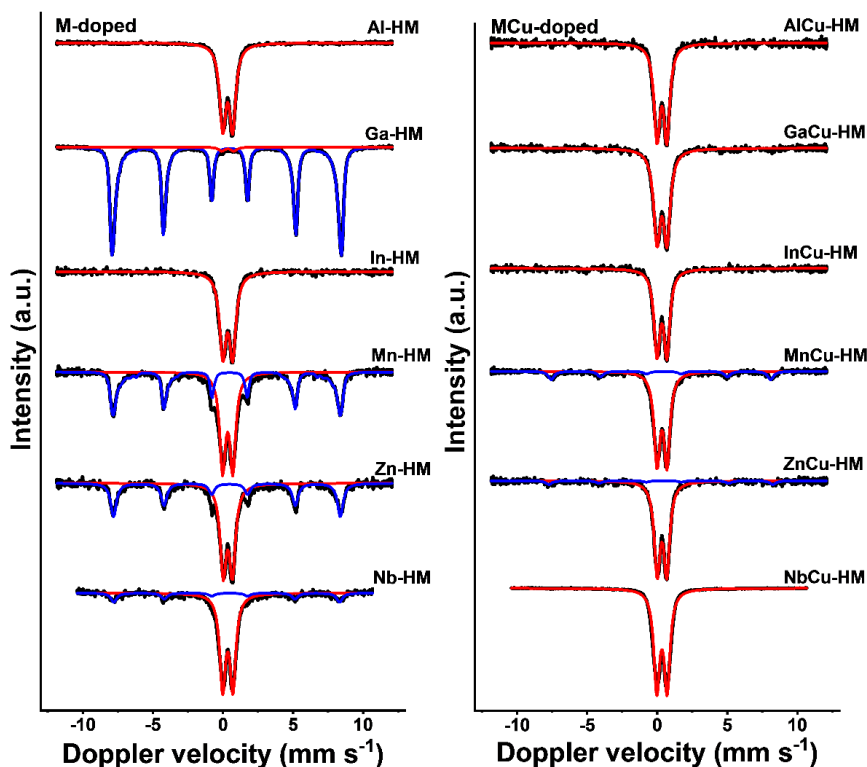 M-doped
Al-HM
Ga-HM
In-HM
Mn-HM
Zn-HM
Nb-HM
Intensity (a.u.)
-10 -5 0 5 10
Doppler velocity (mm s⁻¹)
MCu-doped
AlCu-HM
GaCu-HM
InCu-HM
MnCu-HM
ZnCu-HM
NbCu-HM
Intensity (a.u.)
-10 -5 0 5 10
Doppler velocity (mm s⁻¹)